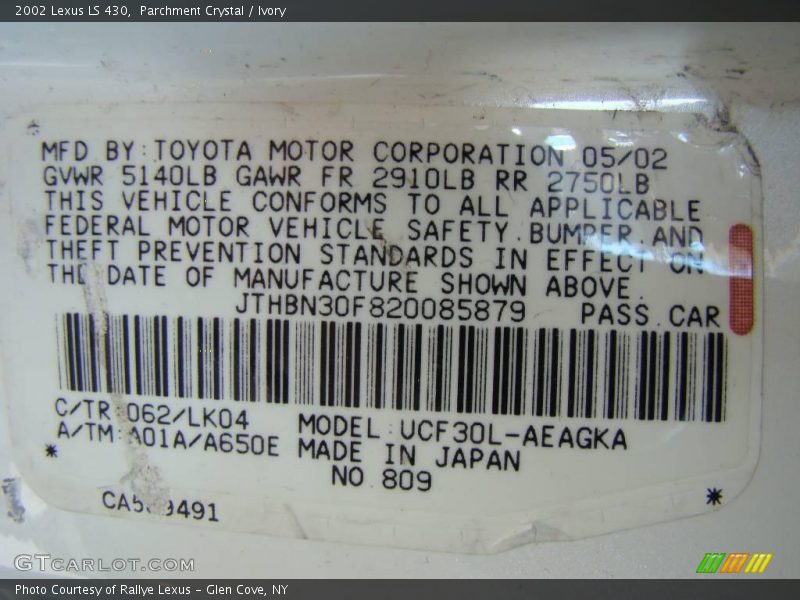 2002 Lexus LS 430, Parchment Crystal / Ivory
MFD BY: TOYOTA MOTOR CORPORATION 05/02
GVWR 5140LB GAWR FR 2910LB RR 2750LB
THIS VEHICLE CONFORMS TO ALL APPLICABLE
FEDERAL MOTOR VEHICLE SAFETY, BUMPER, AND
THEFT PREVENTION STANDARDS IN EFFECT ON
THE DATE OF MANUFACTURE SHOWN ABOVE.
JTHBN30F820085879 PASS. CAR
C/TR: 062/LK04 MODEL: UCF30L-AEAGKA
A/TM: A01A/A650E MADE IN JAPAN
* NO. 809 *
GTCARLOT.COM
Photo Courtesy of Rallye Lexus - Glen Cove, NY